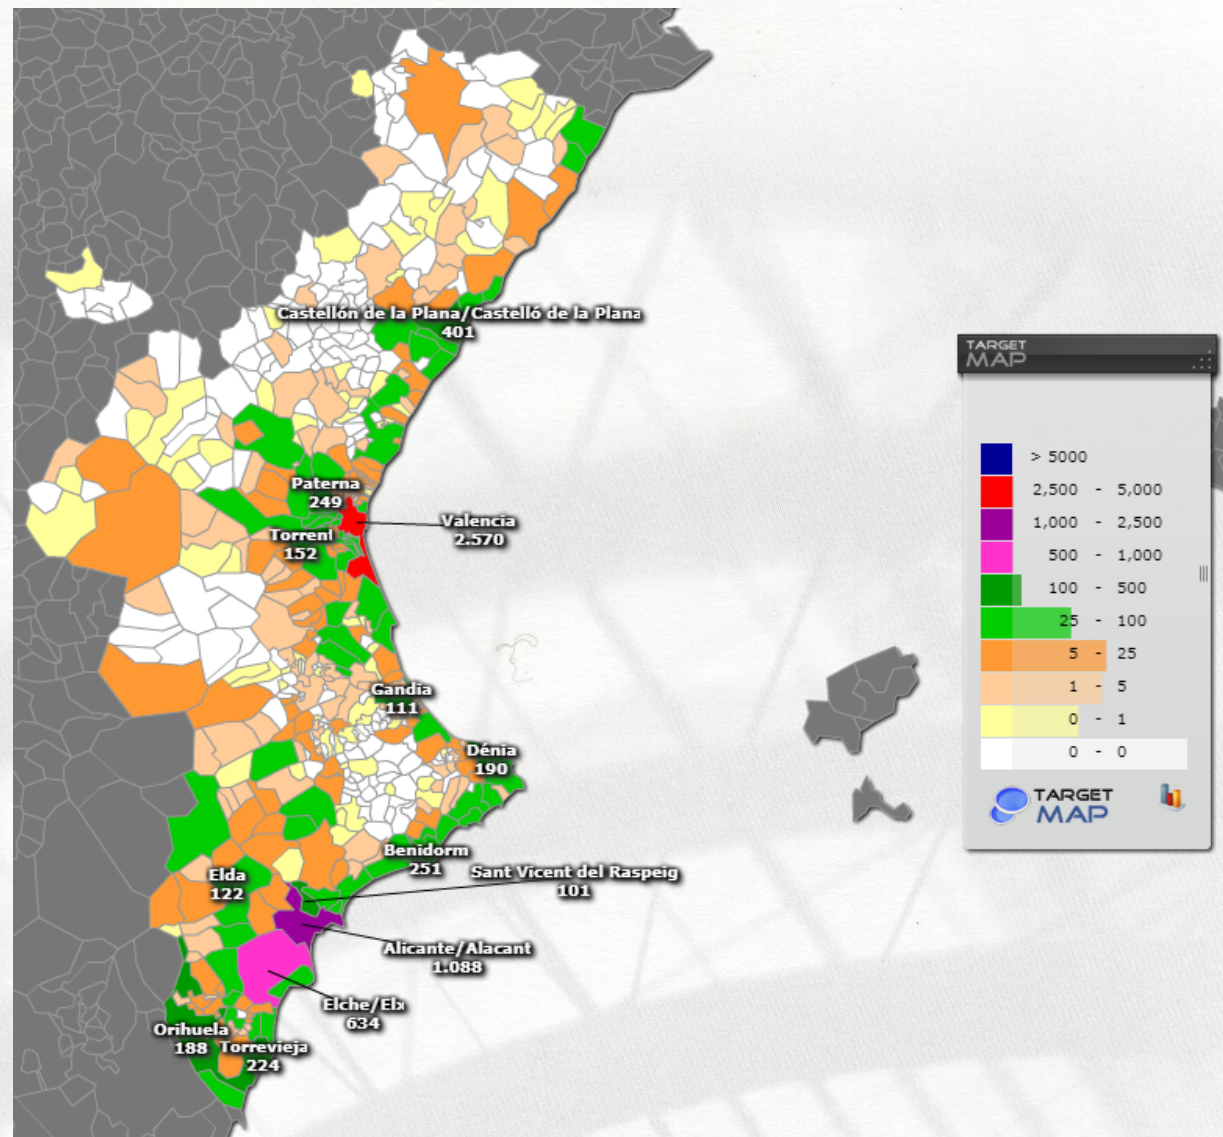 Castellón de la Plana/Castelló de la Plana
401
Paterna
249
Valencia
2.570
Torrent
152
Gandia
111
Dénia
190
Benidorm
251
Sant Vicent del Raspeig
101
Elda
122
Alicante/Alacant
1.088
Elche/Elx
634
Orihuela
188
Torrevieja
224
TARGET
MAP
> 5000
2,500 - 5,000
1,000 - 2,500
500 - 1,000
100 - 500
25 - 100
5 - 25
1 - 5
0 - 1
0 - 0
TARGET
MAP